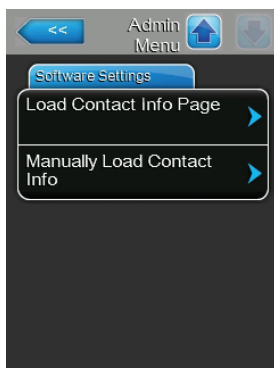 <<
Admin
Menu
Software Settings
Load Contact Info Page
Manually Load Contact
Info